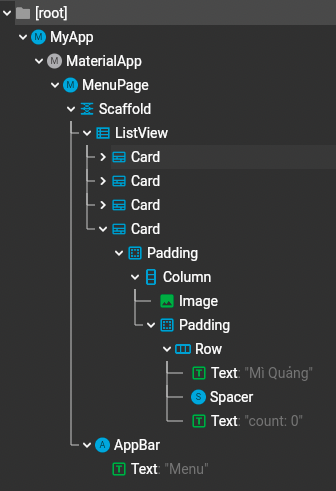 [root]
M MyApp
M MaterialApp
M MenuPage
Scaffold
ListView
Card
Card
Card
Card
Padding
Column
Image
Padding
Row
T Text: "Mì Quảng"
S Spacer
T Text: "count: 0"
A AppBar
T Text: "Menu"